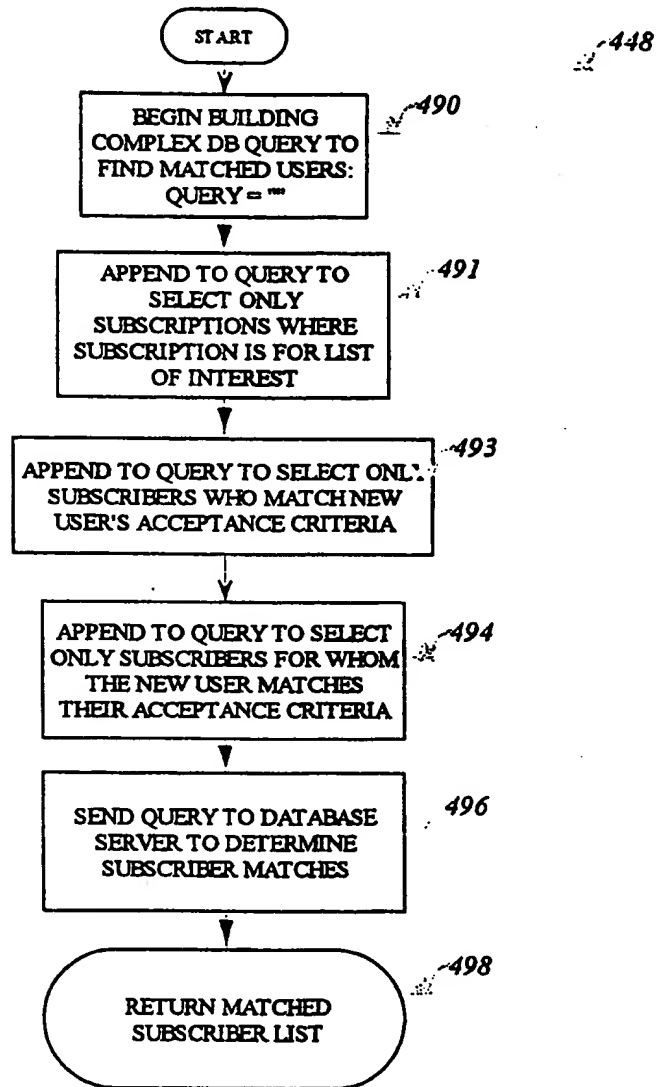 START
448
BEGIN BUILDING
COMPLEX DB QUERY TO
FIND MATCHED USERS:
QUERY = ""
490
APPEND TO QUERY TO
SELECT ONLY
SUBSCRIPTIONS WHERE
SUBSCRIPTION IS FOR LIST
OF INTEREST
491
APPEND TO QUERY TO SELECT ONLY
SUBSCRIBERS WHO MATCH NEW
USER'S ACCEPTANCE CRITERIA
493
APPEND TO QUERY TO SELECT
ONLY SUBSCRIBERS FOR WHOM
THE NEW USER MATCHES
THEIR ACCEPTANCE CRITERIA
494
SEND QUERY TO DATABASE
SERVER TO DETERMINE
SUBSCRIBER MATCHES
496
RETURN MATCHED
SUBSCRIBER LIST
498